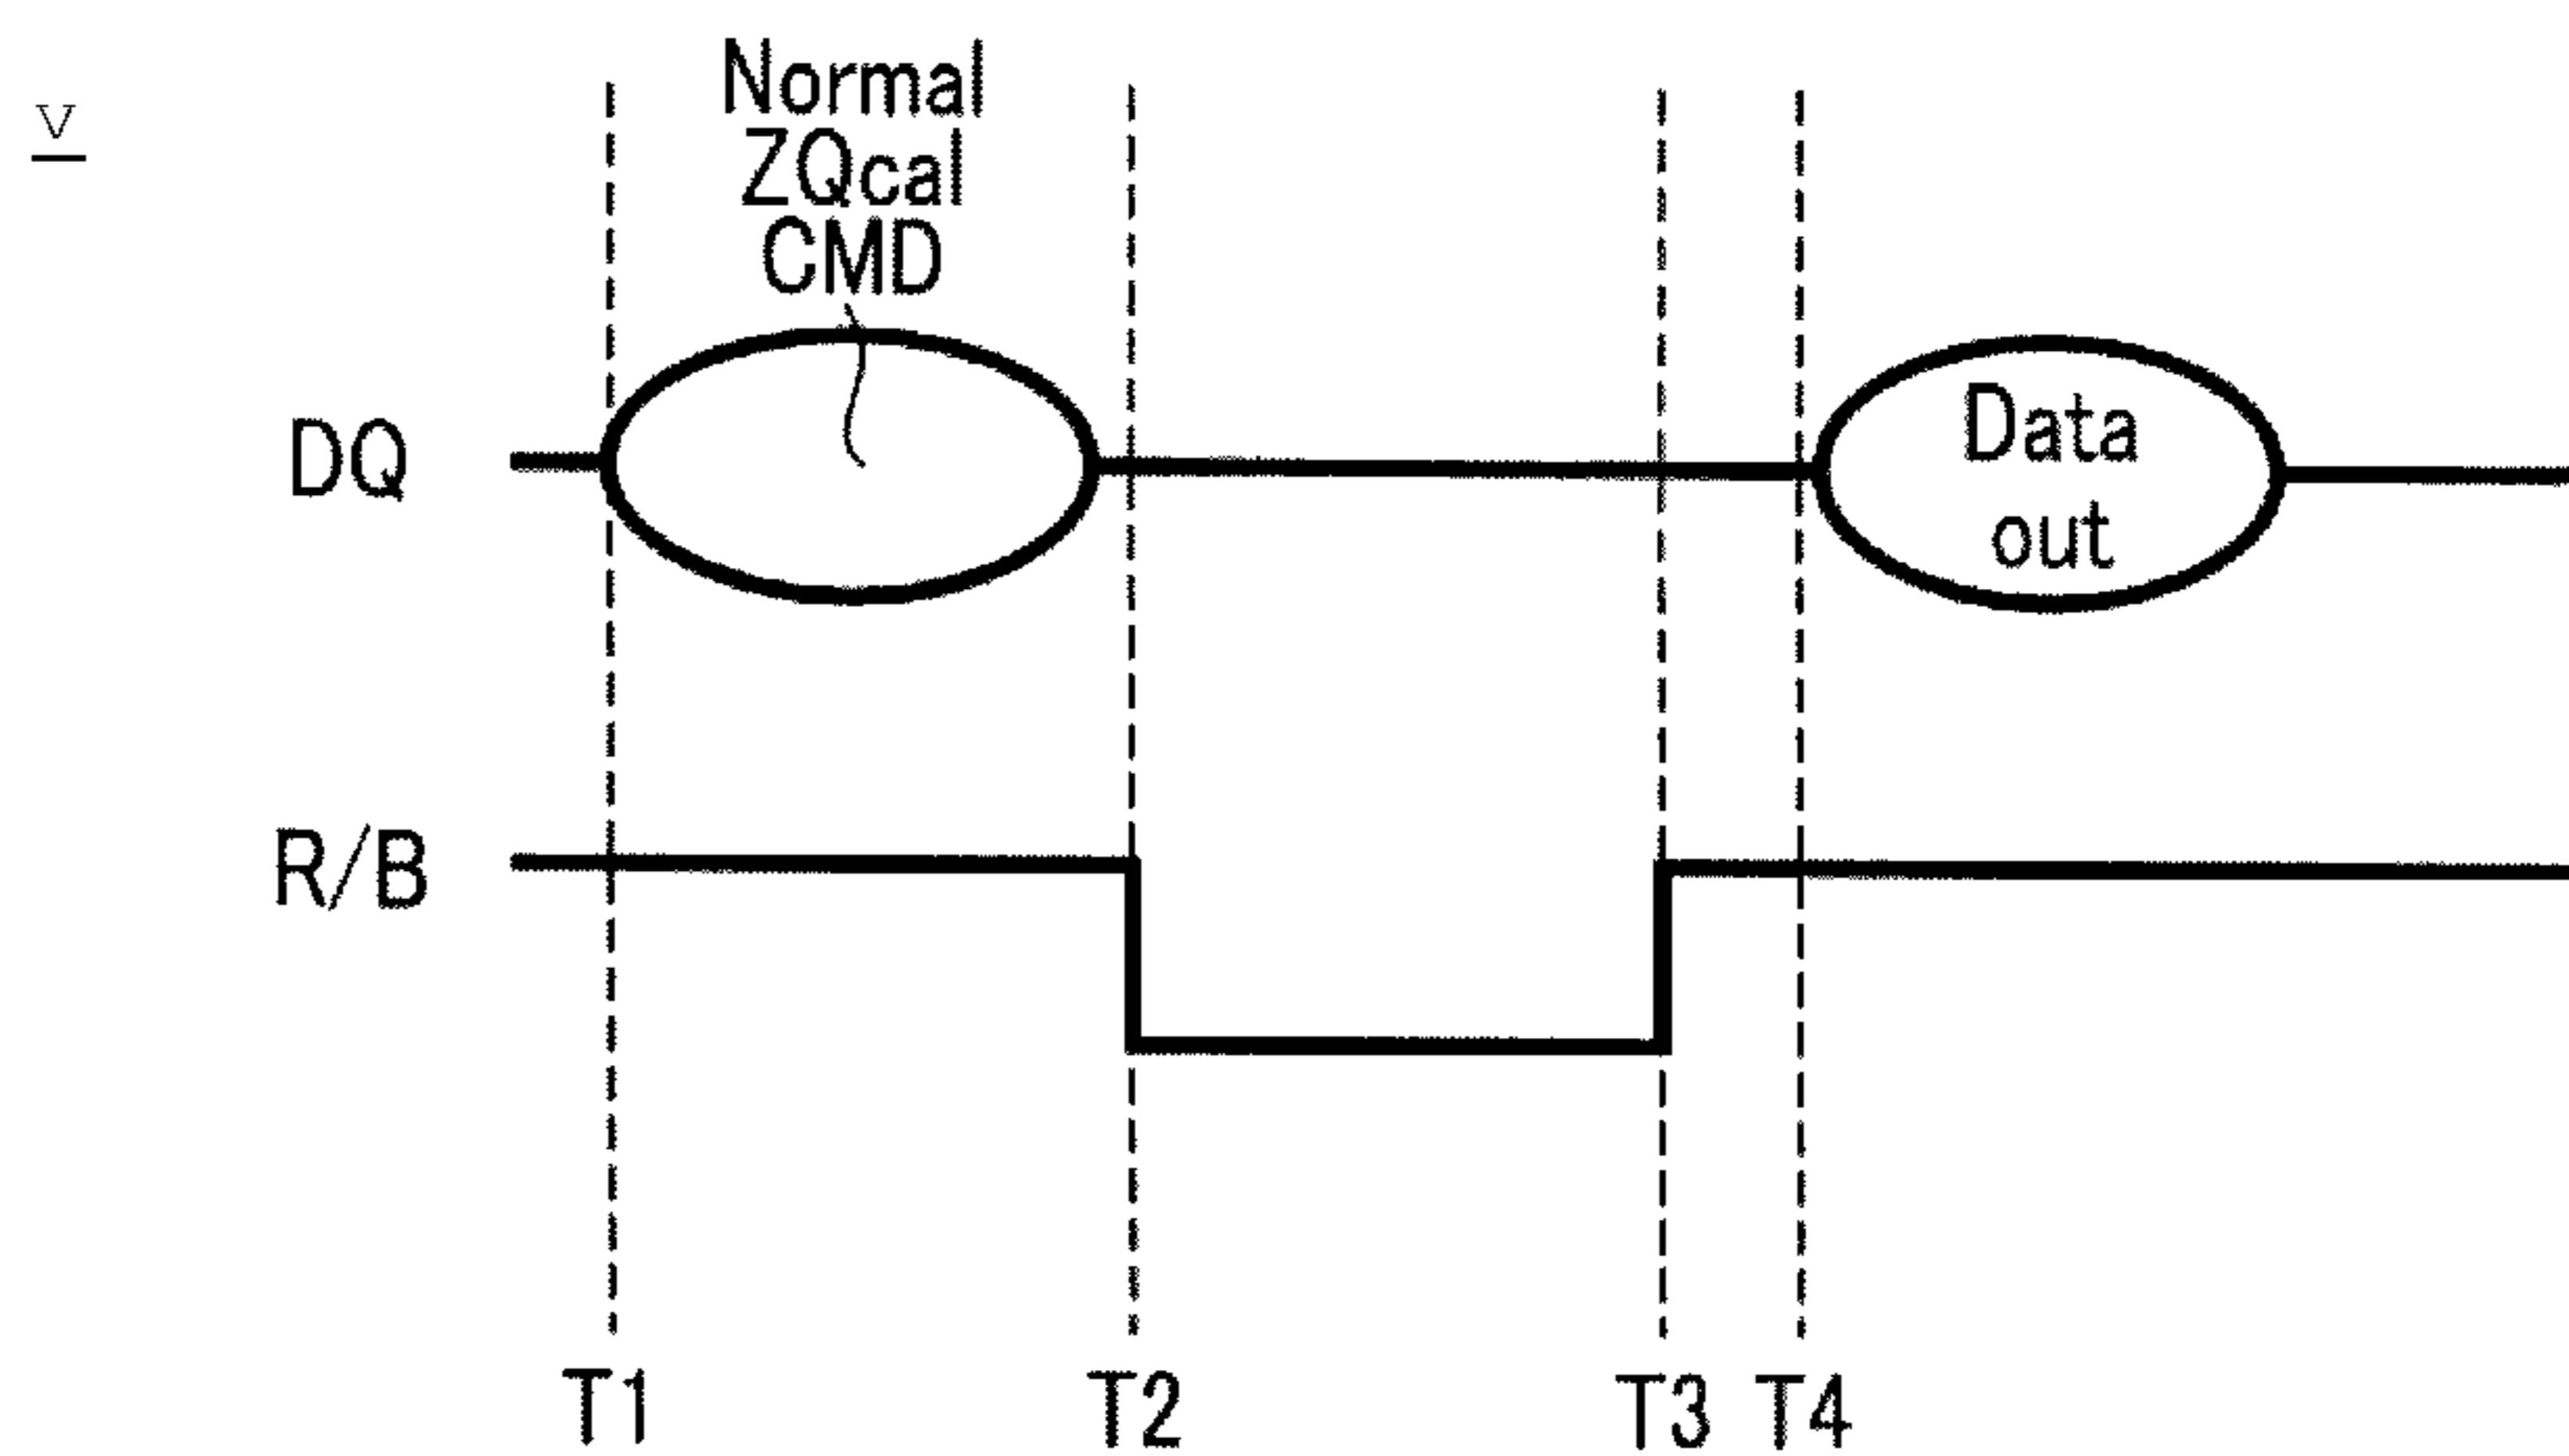 v
Normal
ZQcal
CMD
DQ
Data
out
R/B
T1 T2 T3 T4